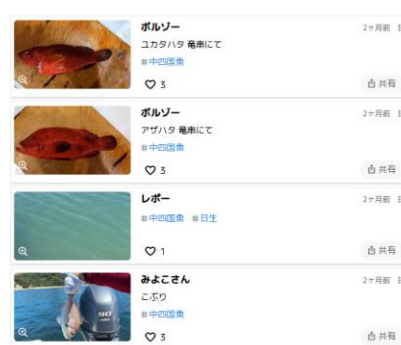 ボルゾー 2ヶ月前
ユカタハタ 竜串にて
#中四国魚
3 共有
ボルゾー 2ヶ月前
アザハタ 竜串にて
#中四国魚
3 共有
レボー 2ヶ月前
#中四国魚 #日生
1 共有
みよこさん 2ヶ月前
こぶり
#中四国魚
90
3 共有